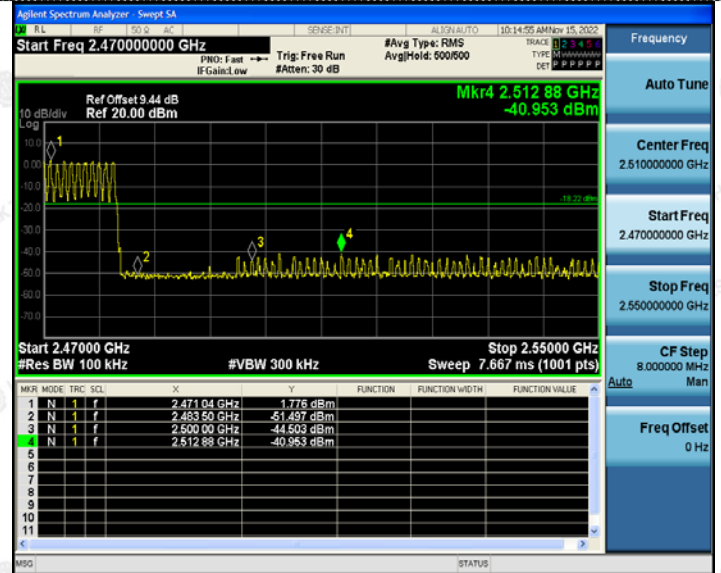 Agilent Spectrum Analyzer - Swept SA
RL RF 50 Ω AC SENSE:INT ALIGNAUTO 10:14:55 AMNov 15, 2022
Start Freq 2.470000000 GHz
PNO: Fast
IFGain:Low
Trig: Free Run
#Atten: 30 dB
#Avg Type: RMS
Avg|Hold: 500/500
TRACE 1 2 3 4 5 6
TYPE M
DET P P P P P P
Ref Offset 9.44 dB
Ref 20.00 dBm
10 dB/div
Log
Mkr4 2.512 88 GHz
-40.953 dBm
10.0
0.00
-10.0
-20.0
-30.0
-40.0
-50.0
-60.0
-70.0
1
2
3
4
-18.22 dBm
Start 2.47000 GHz
Stop 2.55000 GHz
#Res BW 100 kHz
#VBW 300 kHz
Sweep 7.667 ms (1001 pts)
MKR MODE TRC SCL X Y FUNCTION FUNCTION WIDTH FUNCTION VALUE
1 N 1 f 2.471 04 GHz 1.776 dBm
2 N 1 f 2.483 50 GHz -51.497 dBm
3 N 1 f 2.500 00 GHz -44.503 dBm
4 N 1 f 2.512 88 GHz -40.953 dBm
5
6
7
8
9
10
11
MSG
STATUS
Frequency
Auto Tune
Center Freq
2.510000000 GHz
Start Freq
2.470000000 GHz
Stop Freq
2.550000000 GHz
CF Step
8.000000 MHz
Auto Man
Freq Offset
0 Hz